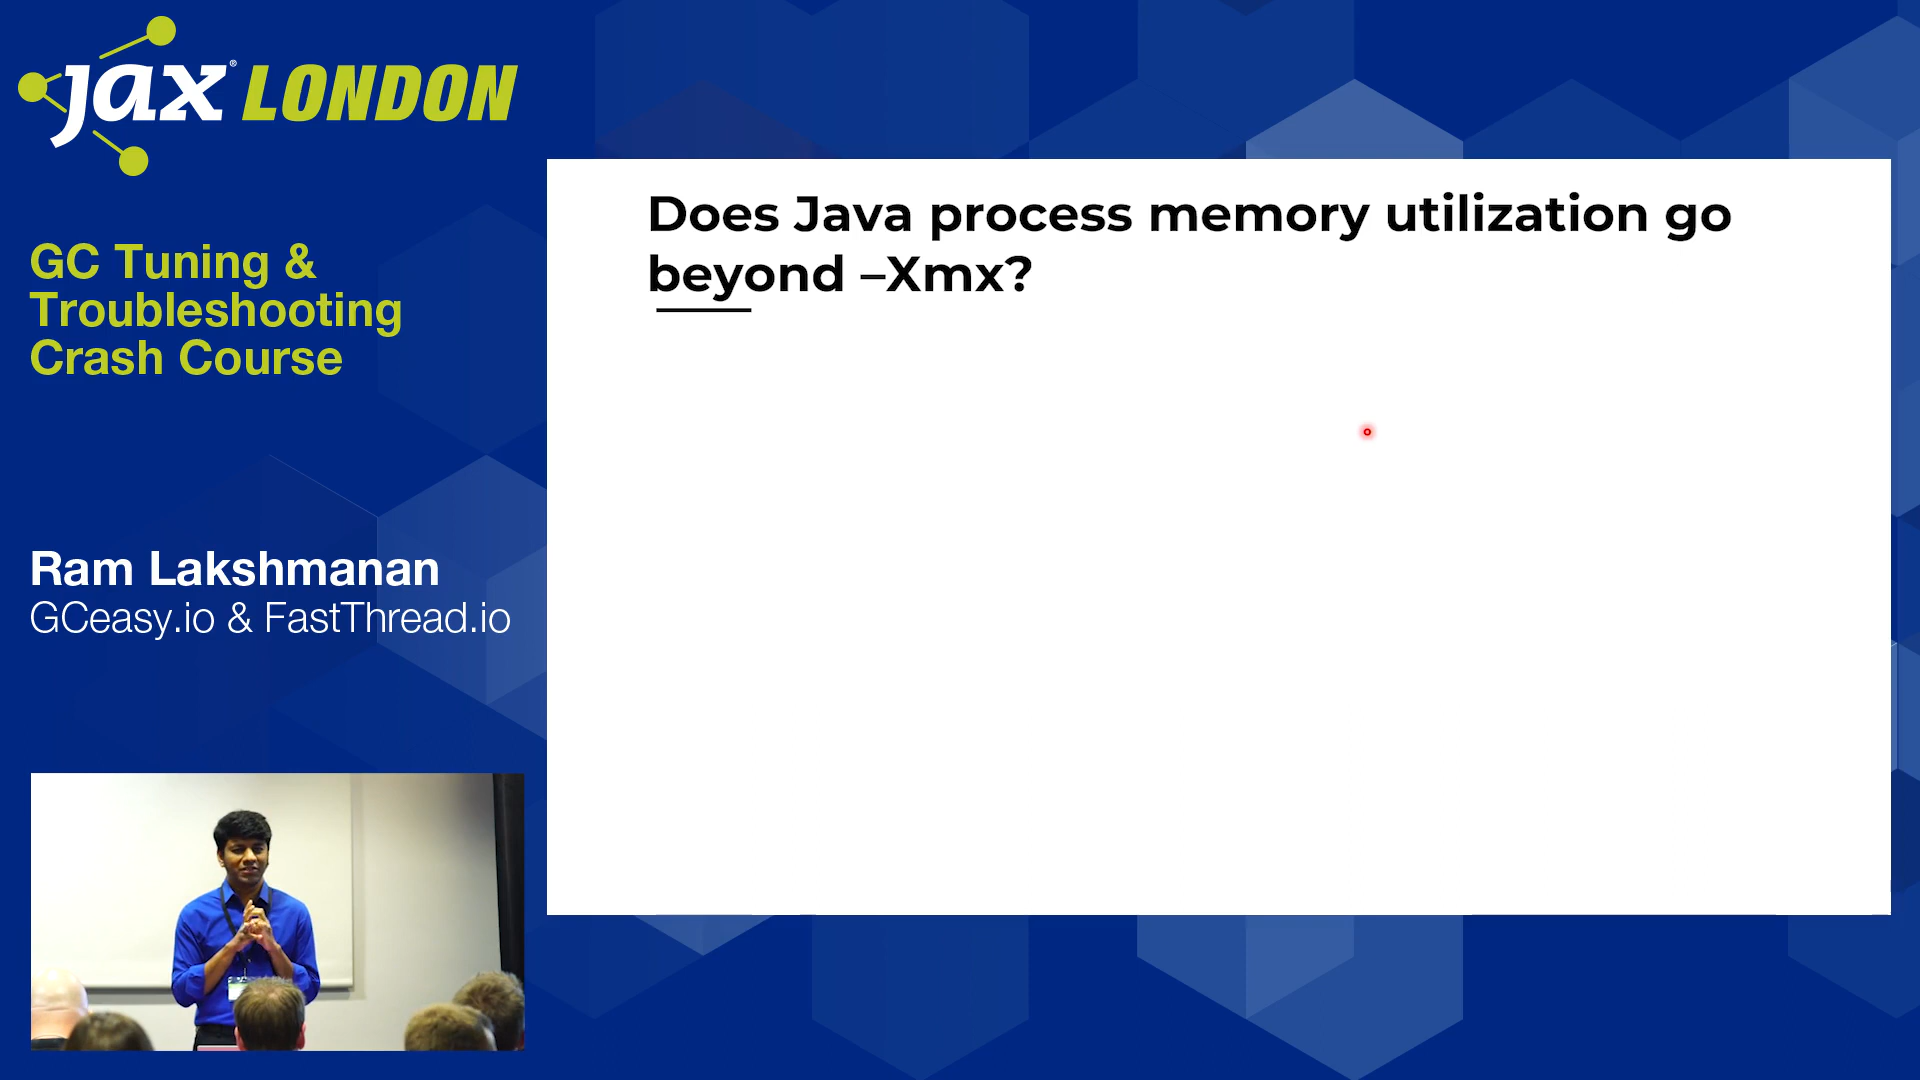 jax® LONDON
GC Tuning &
Troubleshooting
Crash Course
Ram Lakshmanan
GCeasy.io & FastThread.io
Does Java process memory utilization go
beyond –Xmx?